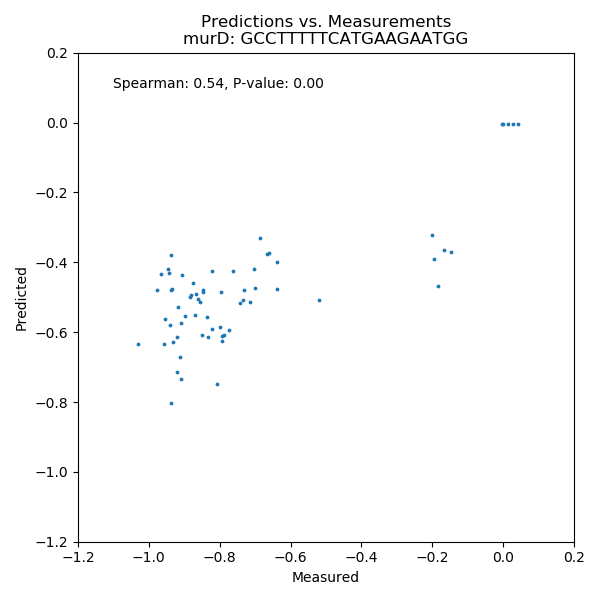 Predictions vs. Measurements
murD: GCCTTTTTCATGAAGAATGG
Spearman: 0.54, P-value: 0.00
0.2
0.0
−0.2
−0.4
−0.6
−0.8
−1.0
−1.2
Predicted
−1.2 −1.0 −0.8 −0.6 −0.4 −0.2 0.0 0.2
Measured